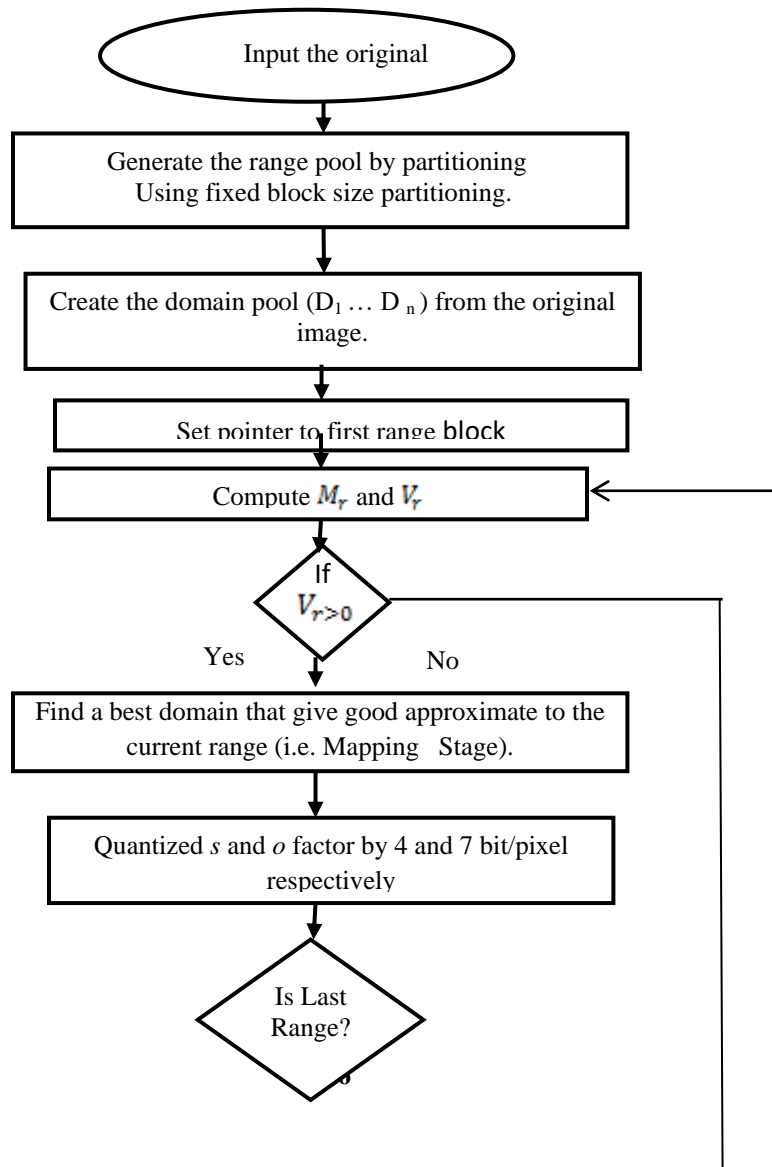 Input the original
Generate the range pool by partitioning
Using fixed block size partitioning.
Create the domain pool (D₁ … D ₙ ) from the original
image.
Set pointer to first range block
Compute Mᵣ and Vᵣ
If
Vᵣ﹥₀
Yes
No
Find a best domain that give good approximate to the
current range (i.e. Mapping Stage).
Quantized s and o factor by 4 and 7 bit/pixel
respectively
Is Last
Range?